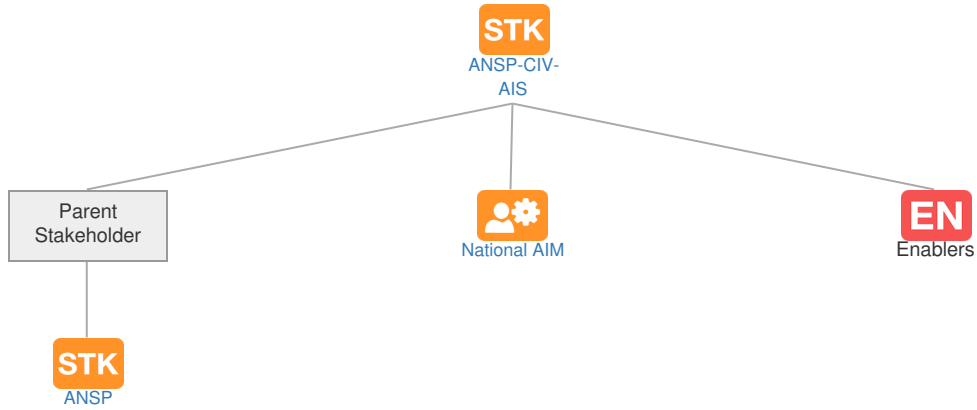 STK
ANSP-CIV-
AIS
Parent
Stakeholder
National AIM
EN
Enablers
STK
ANSP